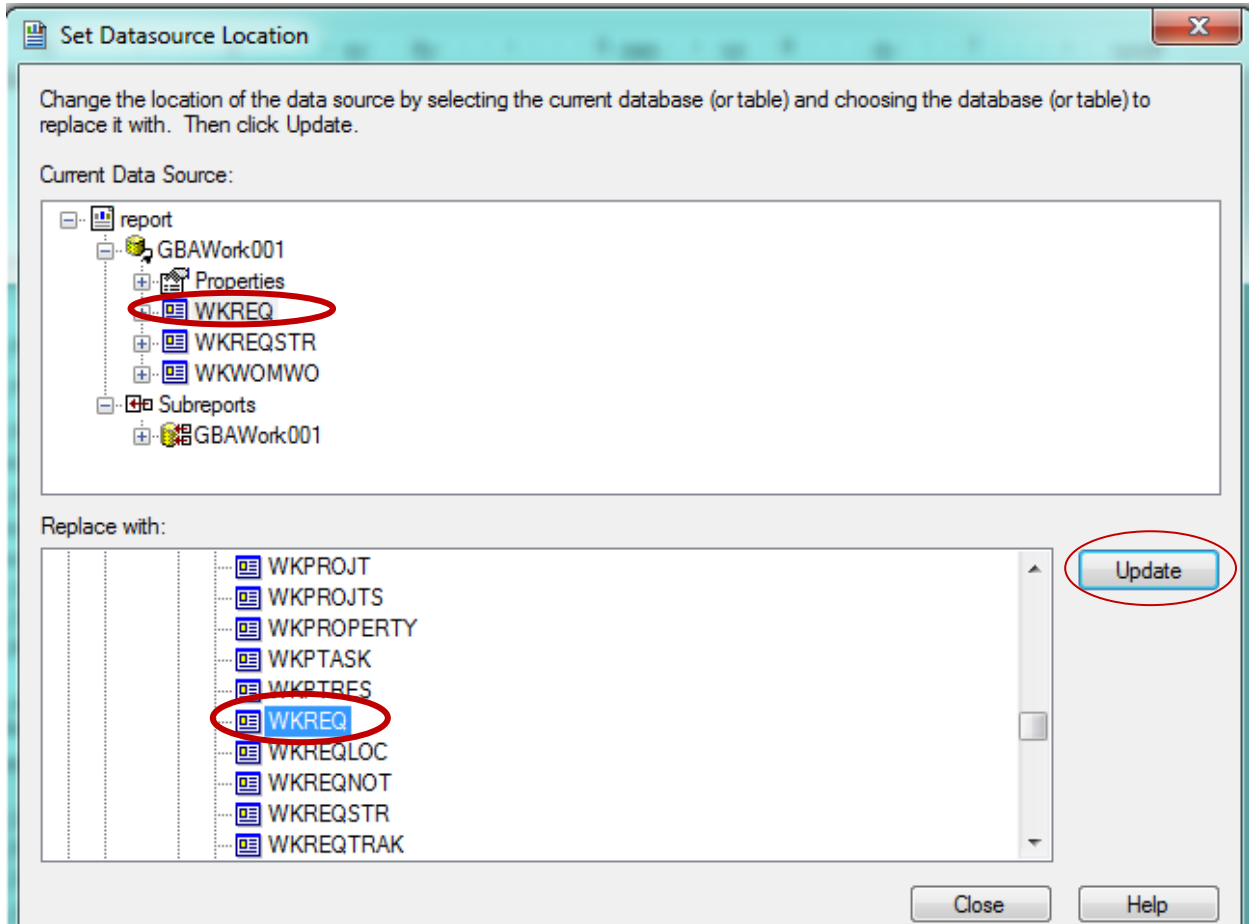 Set Datasource Location
Change the location of the data source by selecting the current database (or table) and choosing the database (or table) to
replace it with. Then click Update.
Current Data Source:
report
GBAWork001
Properties
WKREQ
WKREQSTR
WKWOMWO
Subreports
GBAWork001
Replace with:
WKPROJT
Update
WKPROJTS
WKPROPERTY
WKPTASK
WKPTRES
WKREQ
WKREQLOC
WKREQNOT
WKREQSTR
WKREQTRAK
Close Help